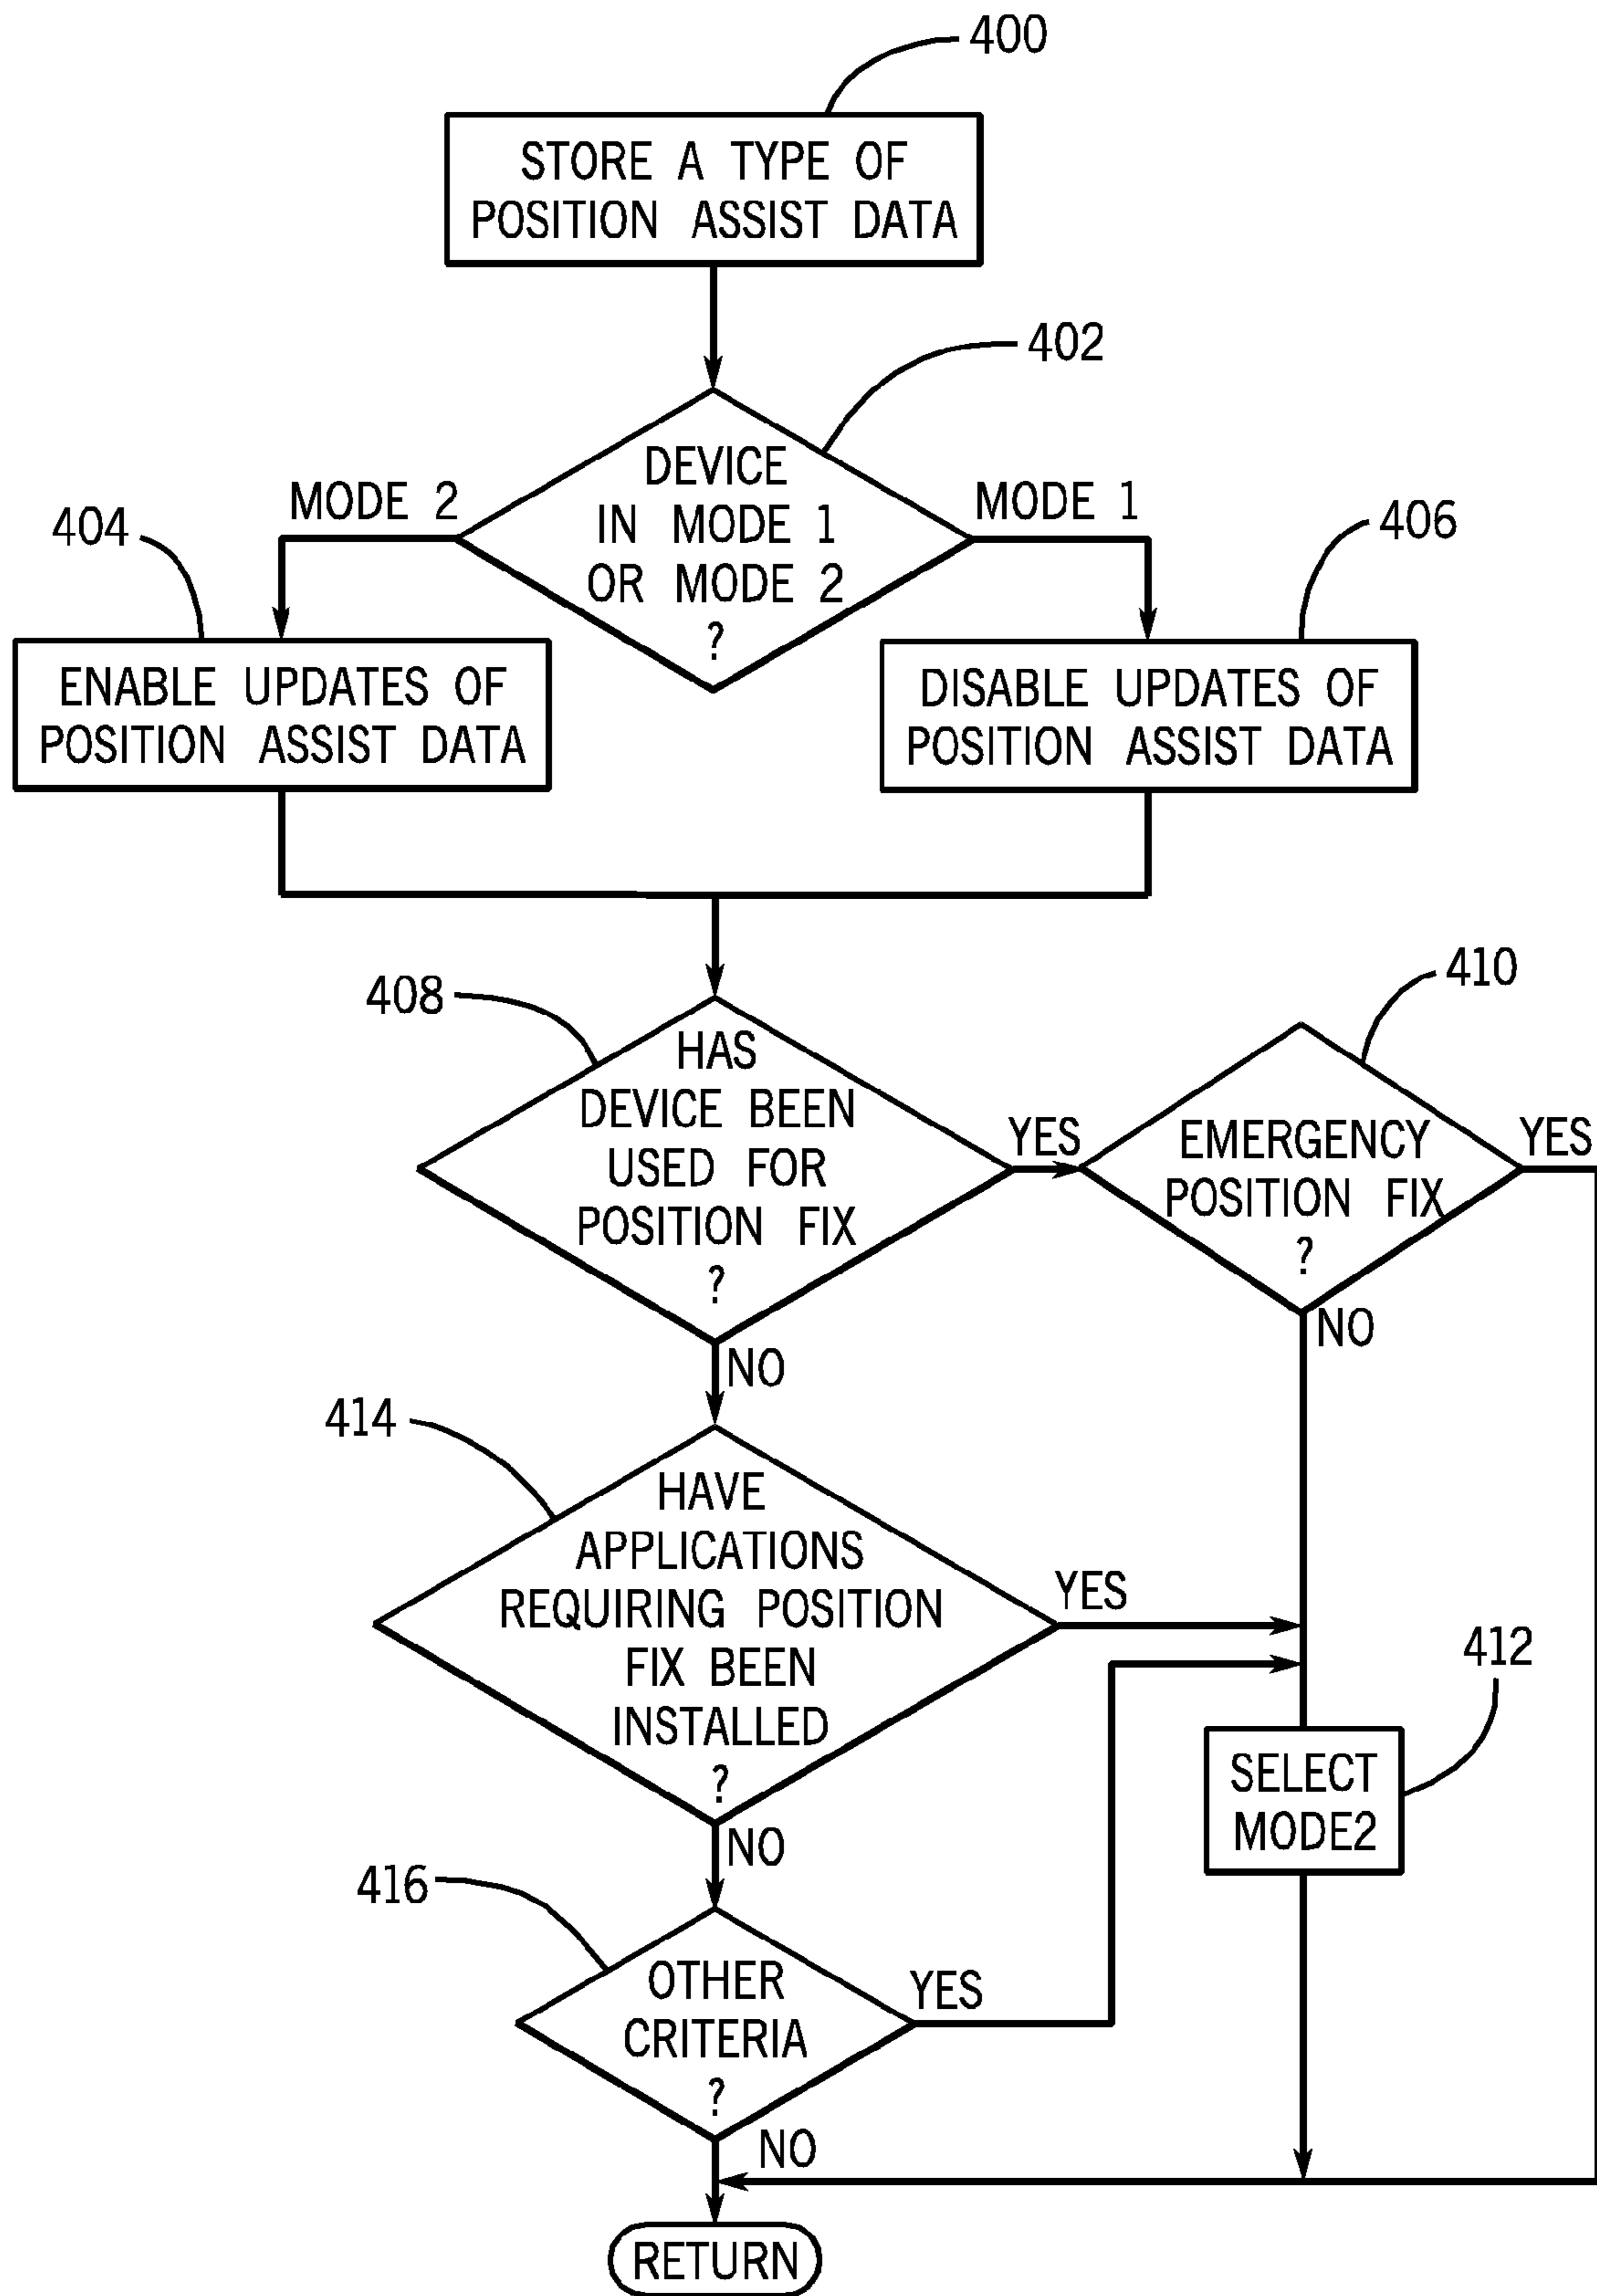 400
STORE A TYPE OF
POSITION ASSIST DATA
402
DEVICE
IN MODE 1
OR MODE 2
?
MODE 2
MODE 1
404
406
ENABLE UPDATES OF
POSITION ASSIST DATA
DISABLE UPDATES OF
POSITION ASSIST DATA
408
HAS
DEVICE BEEN
USED FOR
POSITION FIX
?
YES
410
EMERGENCY
POSITION FIX
?
YES
NO
NO
414
HAVE
APPLICATIONS
REQUIRING POSITION
FIX BEEN
INSTALLED
?
YES
412
SELECT
MODE2
NO
416
OTHER
CRITERIA
?
YES
NO
RETURN